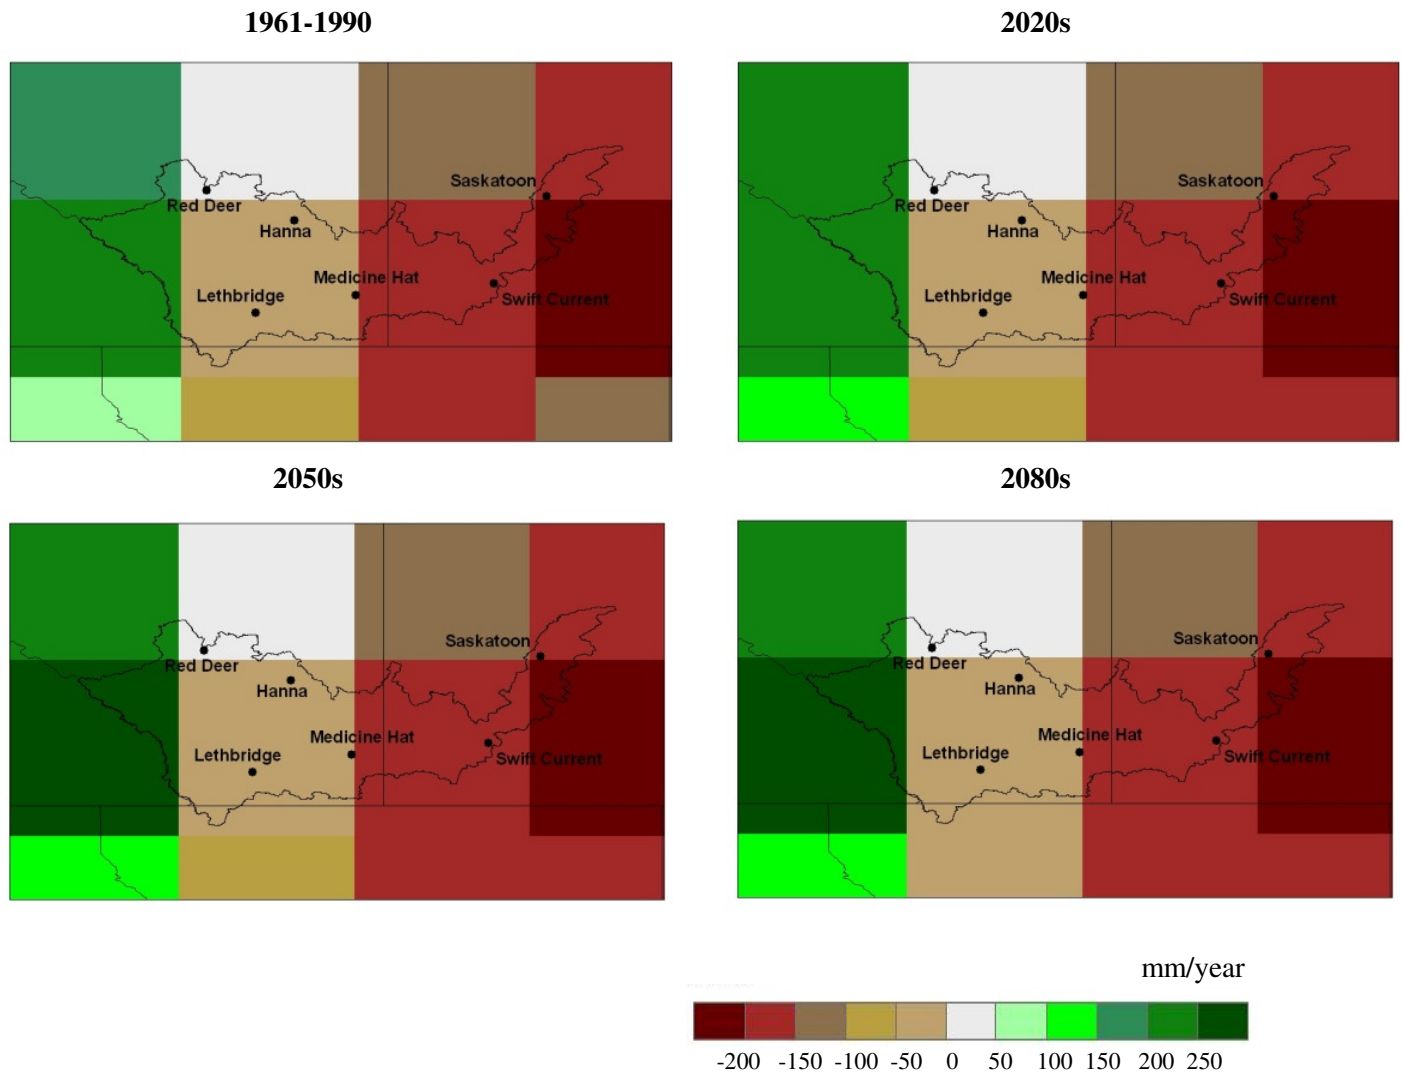 1961-1990
2020s
Saskatoon
Red Deer
Hanna
Medicine Hat
Lethbridge
Swift Current
Saskatoon
Red Deer
Hanna
Medicine Hat
Lethbridge
Swift Current
2050s
2080s
Saskatoon
Red Deer
Hanna
Medicine Hat
Lethbridge
Swift Current
Saskatoon
Red Deer
Hanna
Medicine Hat
Lethbridge
Swift Current
mm/year
-200 -150 -100 -50 0 50 100 150 200 250